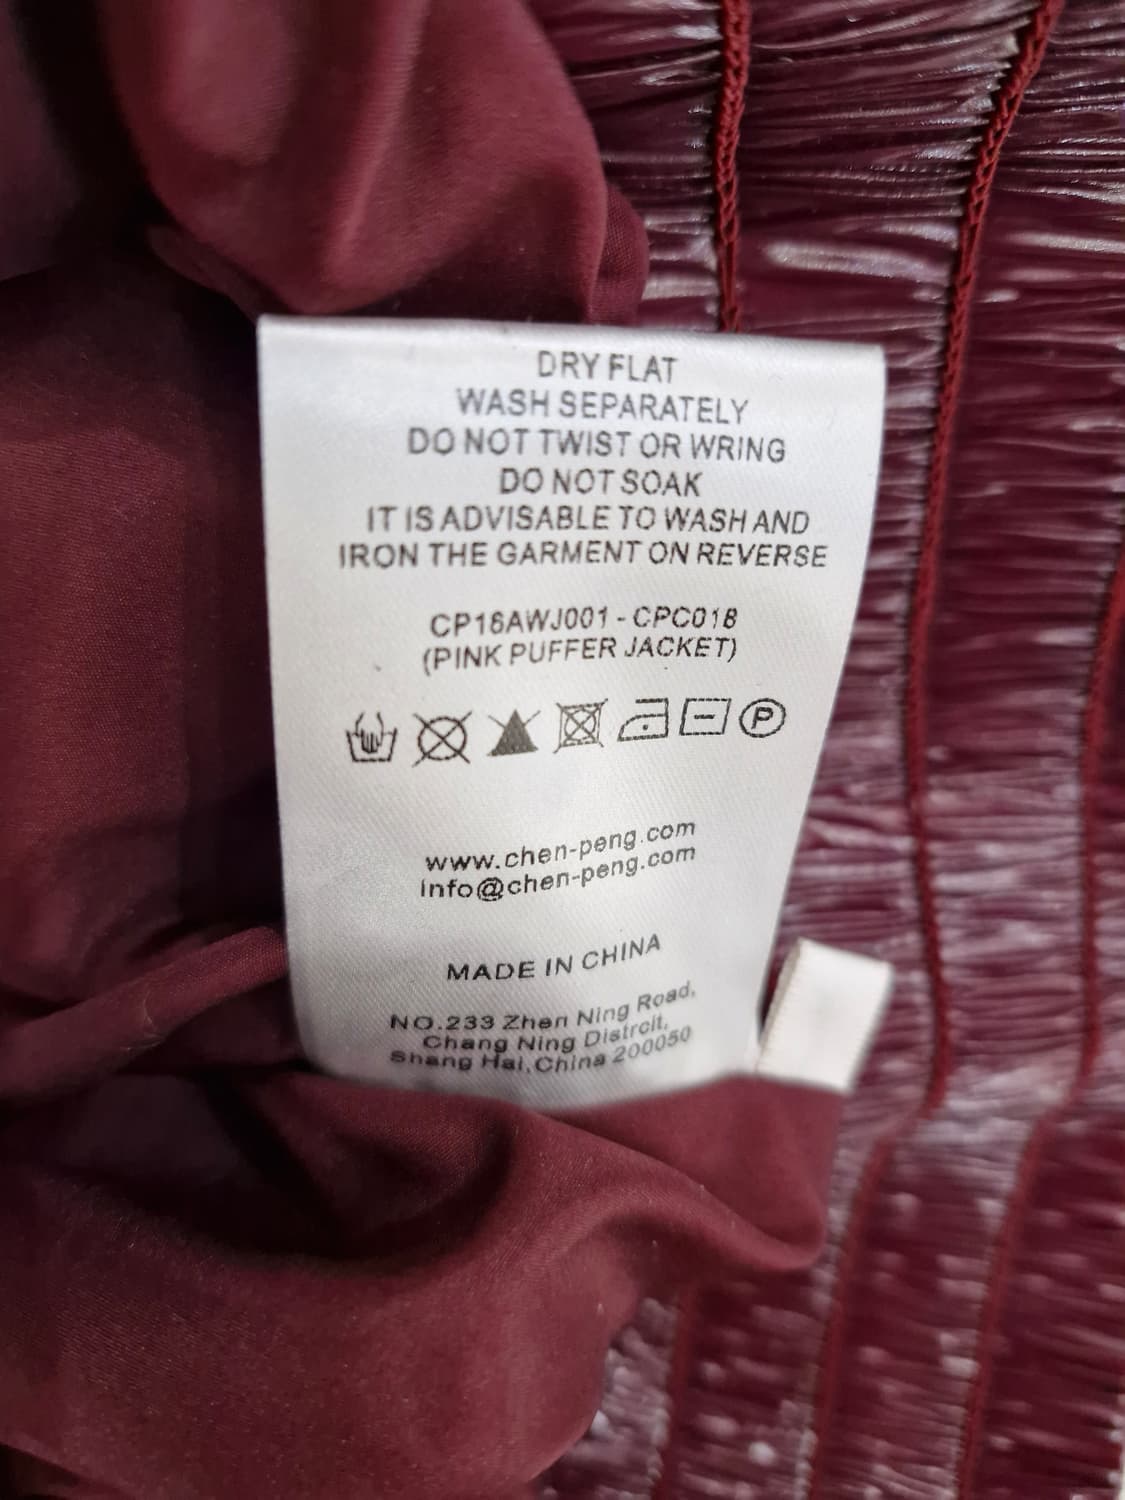 DRY FLAT
WASH SEPARATELY
DO NOT TWIST OR WRING
DO NOT SOAK
IT IS ADVISABLE TO WASH AND
IRON THE GARMENT ON REVERSE
CP16AWJ001 - CPC018
(PINK PUFFER JACKET)
P
www.chen-peng.com
info@chen-peng.com
MADE IN CHINA
NO.233 Zhen Ning Road,
Chang Ning Distrcit,
Shang Hai,China 200050